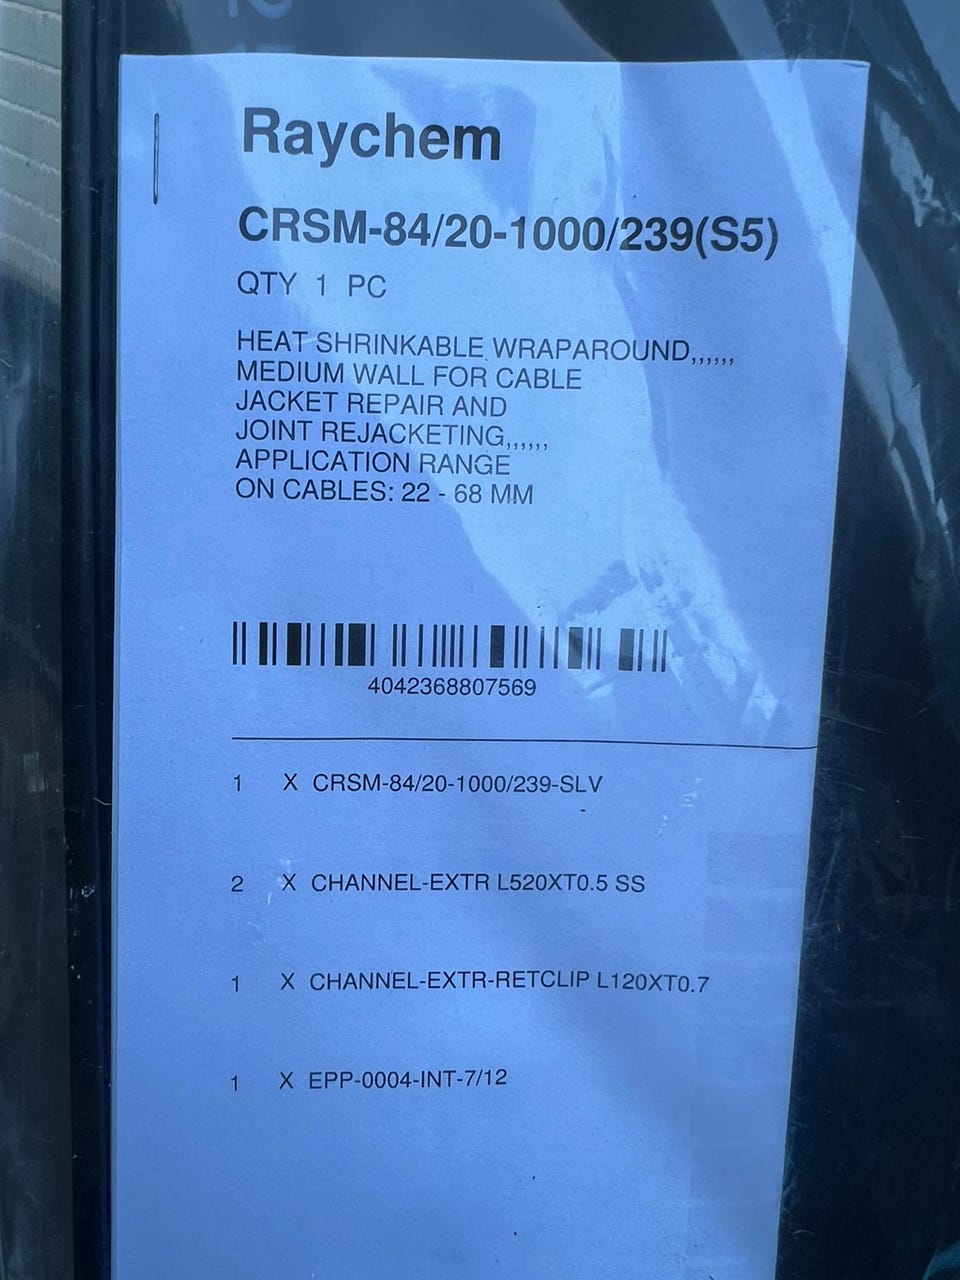 Raychem
CRSM-84/20-1000/239(S5)
QTY 1 PC
HEAT SHRINKABLE WRAPAROUND,,,,,,
MEDIUM WALL FOR CABLE
JACKET REPAIR AND
JOINT REJACKETING,,,,,,
APPLICATION RANGE
ON CABLES: 22 - 68 MM
4042368807569
1 X CRSM-84/20-1000/239-SLV
2 X CHANNEL-EXTR L520XT0.5 SS
1 X CHANNEL-EXTR-RETCLIP L120XT0.7
1 X EPP-0004-INT-7/12